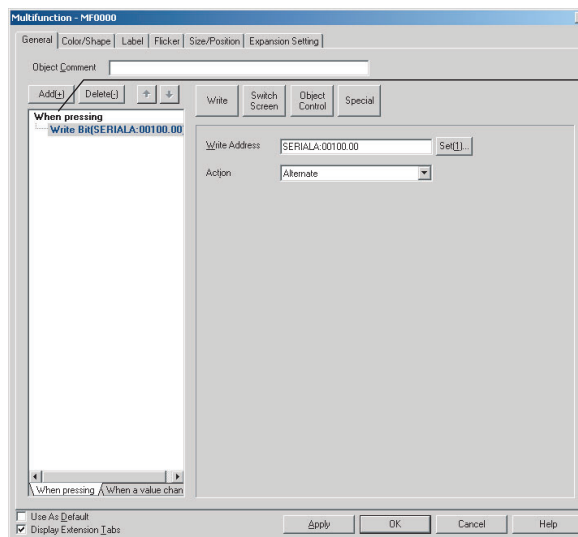 Multifunction - MF0000
General Color/Shape Label Flicker Size/Position Expansion Setting
Object Comment
Add(+) Delete(-)
Write Switch Screen Object Control Special
When pressing
Write Bit(SERIALA:00100.00)
Write Address SERIALA:00100.00 Set(1)...
Action Alternate
When pressing When a value chan
Use As Default
Display Extension Tabs
Apply OK Cancel Help